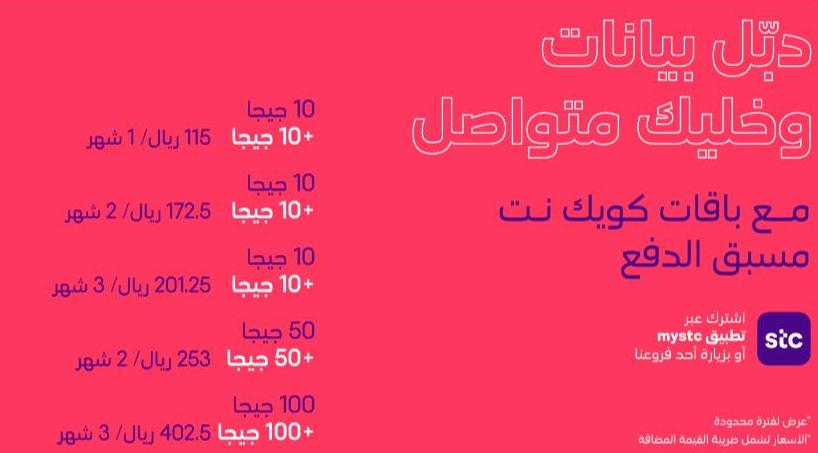 دبّل بيانات
وخليك متواصل
مـع باقات كويك نـت
مسبق الدفع
اشترك عبر
تطبيق mystc
أو بزيارة أحد فروعنا
stc
*عرض لفترة محدودة
*الأسعار تشمل ضريبة القيمة المضافة
10 جيجا
+10 جيجا 115 ريال/ 1 شهر
10 جيجا
+10 جيجا 172.5 ريال/ 2 شهر
10 جيجا
+10 جيجا 201.25 ريال/ 3 شهر
50 جيجا
+50 جيجا 253 ريال/ 2 شهر
100 جيجا
+100 جيجا 402.5 ريال/ 3 شهر